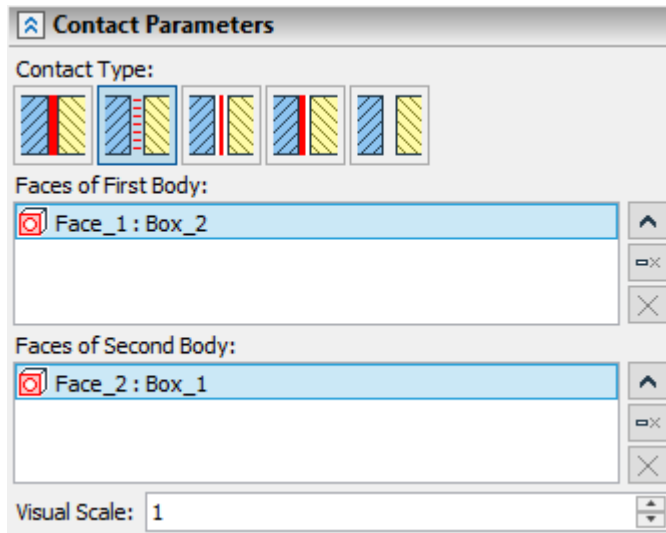 Contact Parameters
Contact Type:
Faces of First Body:
Face_1 : Box_2
Faces of Second Body:
Face_2 : Box_1
Visual Scale: 1